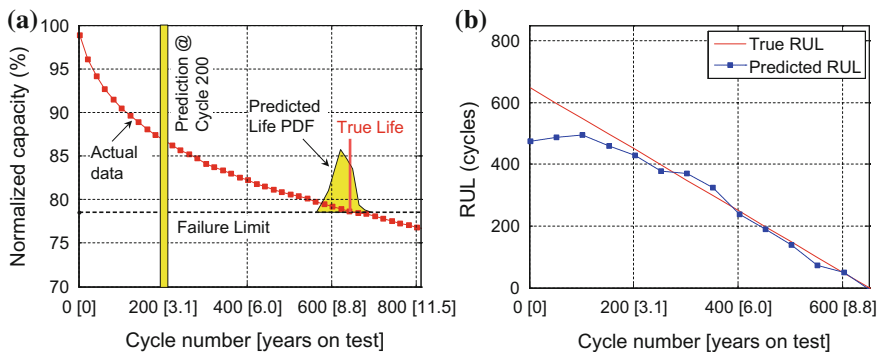 (a)
Normalized capacity (%)
100
95
90
85
80
75
70
Prediction @
Cycle 200
Predicted
Life PDF
True Life
Actual
data
Failure Limit
0 [0]
200 [3.1]
400 [6.0]
600 [8.8]
800 [11.5]
Cycle number [years on test]
(b)
RUL (cycles)
800
600
400
200
0
True RUL
Predicted RUL
0 [0]
200 [3.1]
400 [6.0]
600 [8.8]
Cycle number [years on test]